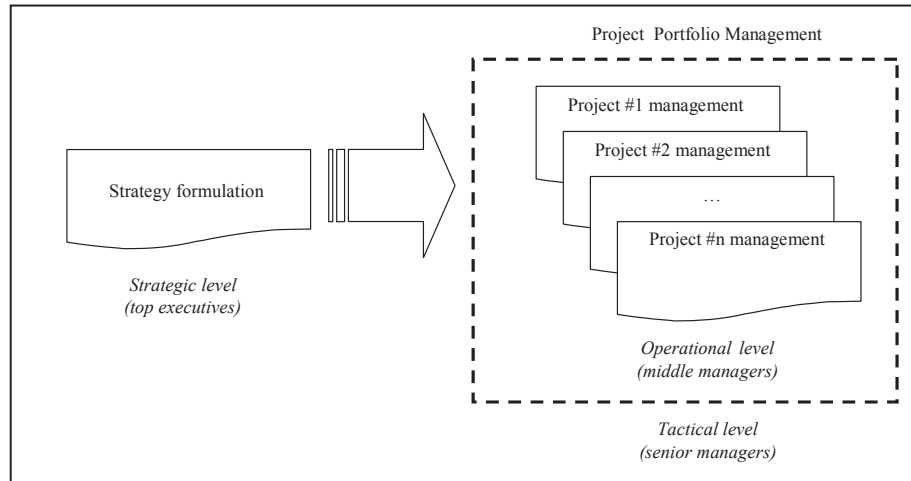 Project Portfolio Management
Project #1 management
Project #2 management
…
Project #n management
Strategy formulation
Strategic level
(top executives)
Operational level
(middle managers)
Tactical level
(senior managers)